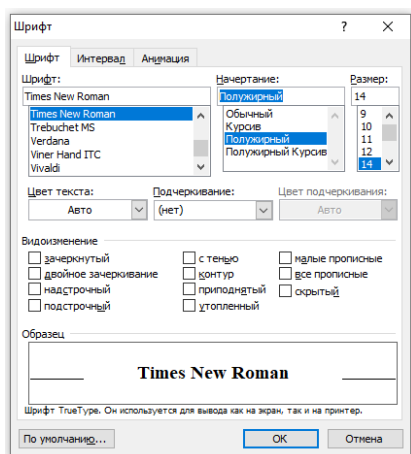 Шрифт ? ×
Шрифт Интервал Анимация
Шрифт: Начертание: Размер:
Times New Roman Полужирный 14
Times New Roman Обычный 9
Trebuchet MS Курсив 10
Verdana Полужирный 11
Viner Hand ITC Полужирный Курсив 12
Vivaldi 14
Цвет текста: Подчеркивание: Цвет подчеркивания:
Авто (нет) Авто
Видоизменение
зачеркнутый с тенью малые прописные
двойное зачеркивание контур все прописные
надстрочный приподнятый скрытый
подстрочный утопленный
Образец
Times New Roman
Шрифт TrueType. Он используется для вывода как на экран, так и на принтер.
По умолчанию... ОК Отмена